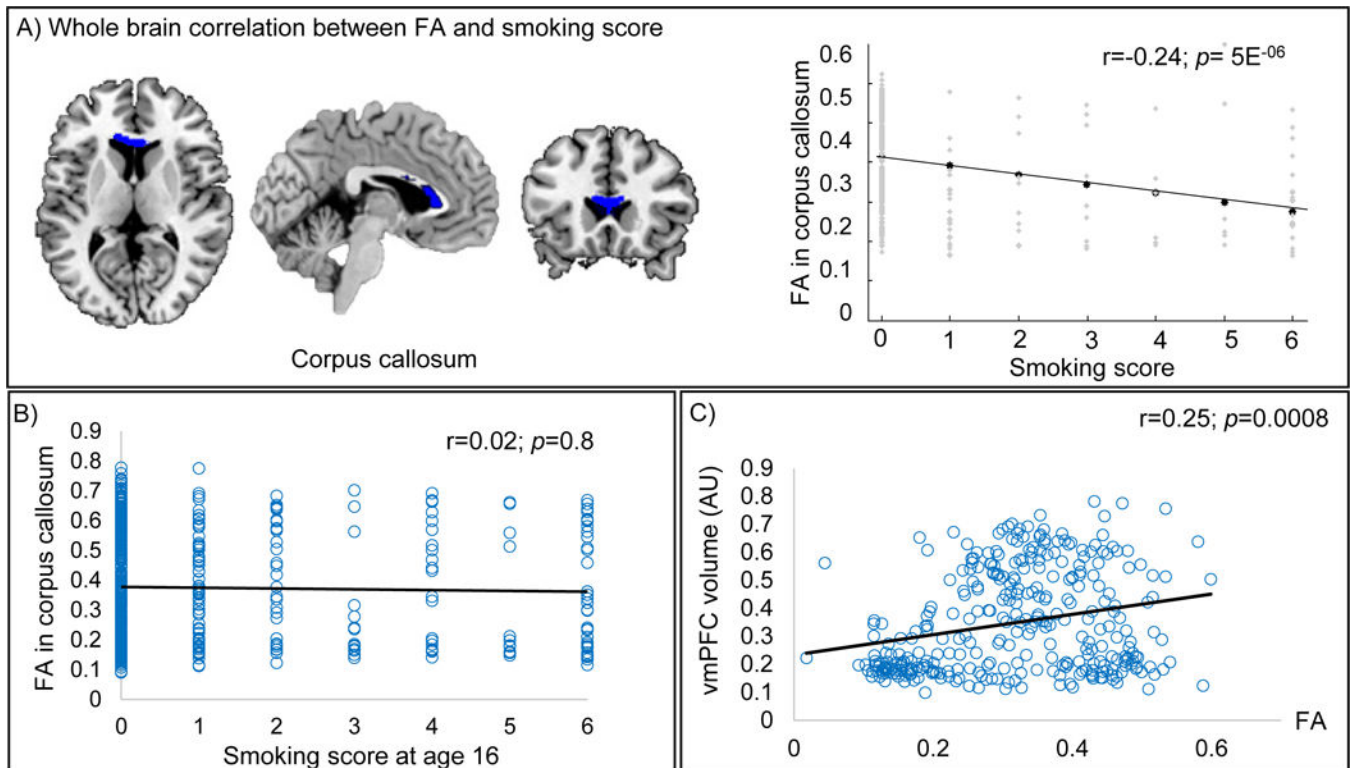 A) Whole brain correlation between FA and smoking score
Corpus callosum
r=-0.24; p= 5E-06
FA in corpus callosum
0.6
0.5
0.3
0.2
0.1
0
0 1 2 3 4 5 6
Smoking score
B)
r=0.02; p=0.8
FA in corpus callosum
0.9
0.8
0.7
0.6
0.5
0.4
0.3
0.2
0.1
0
0 1 2 3 4 5 6
Smoking score at age 16
C)
r=0.25; p=0.0008
vmPFC volume (AU)
0.9
0.8
0.7
0.6
0.5
0.4
0.3
0.2
0.1
0
FA
0 0.2 0.4 0.6